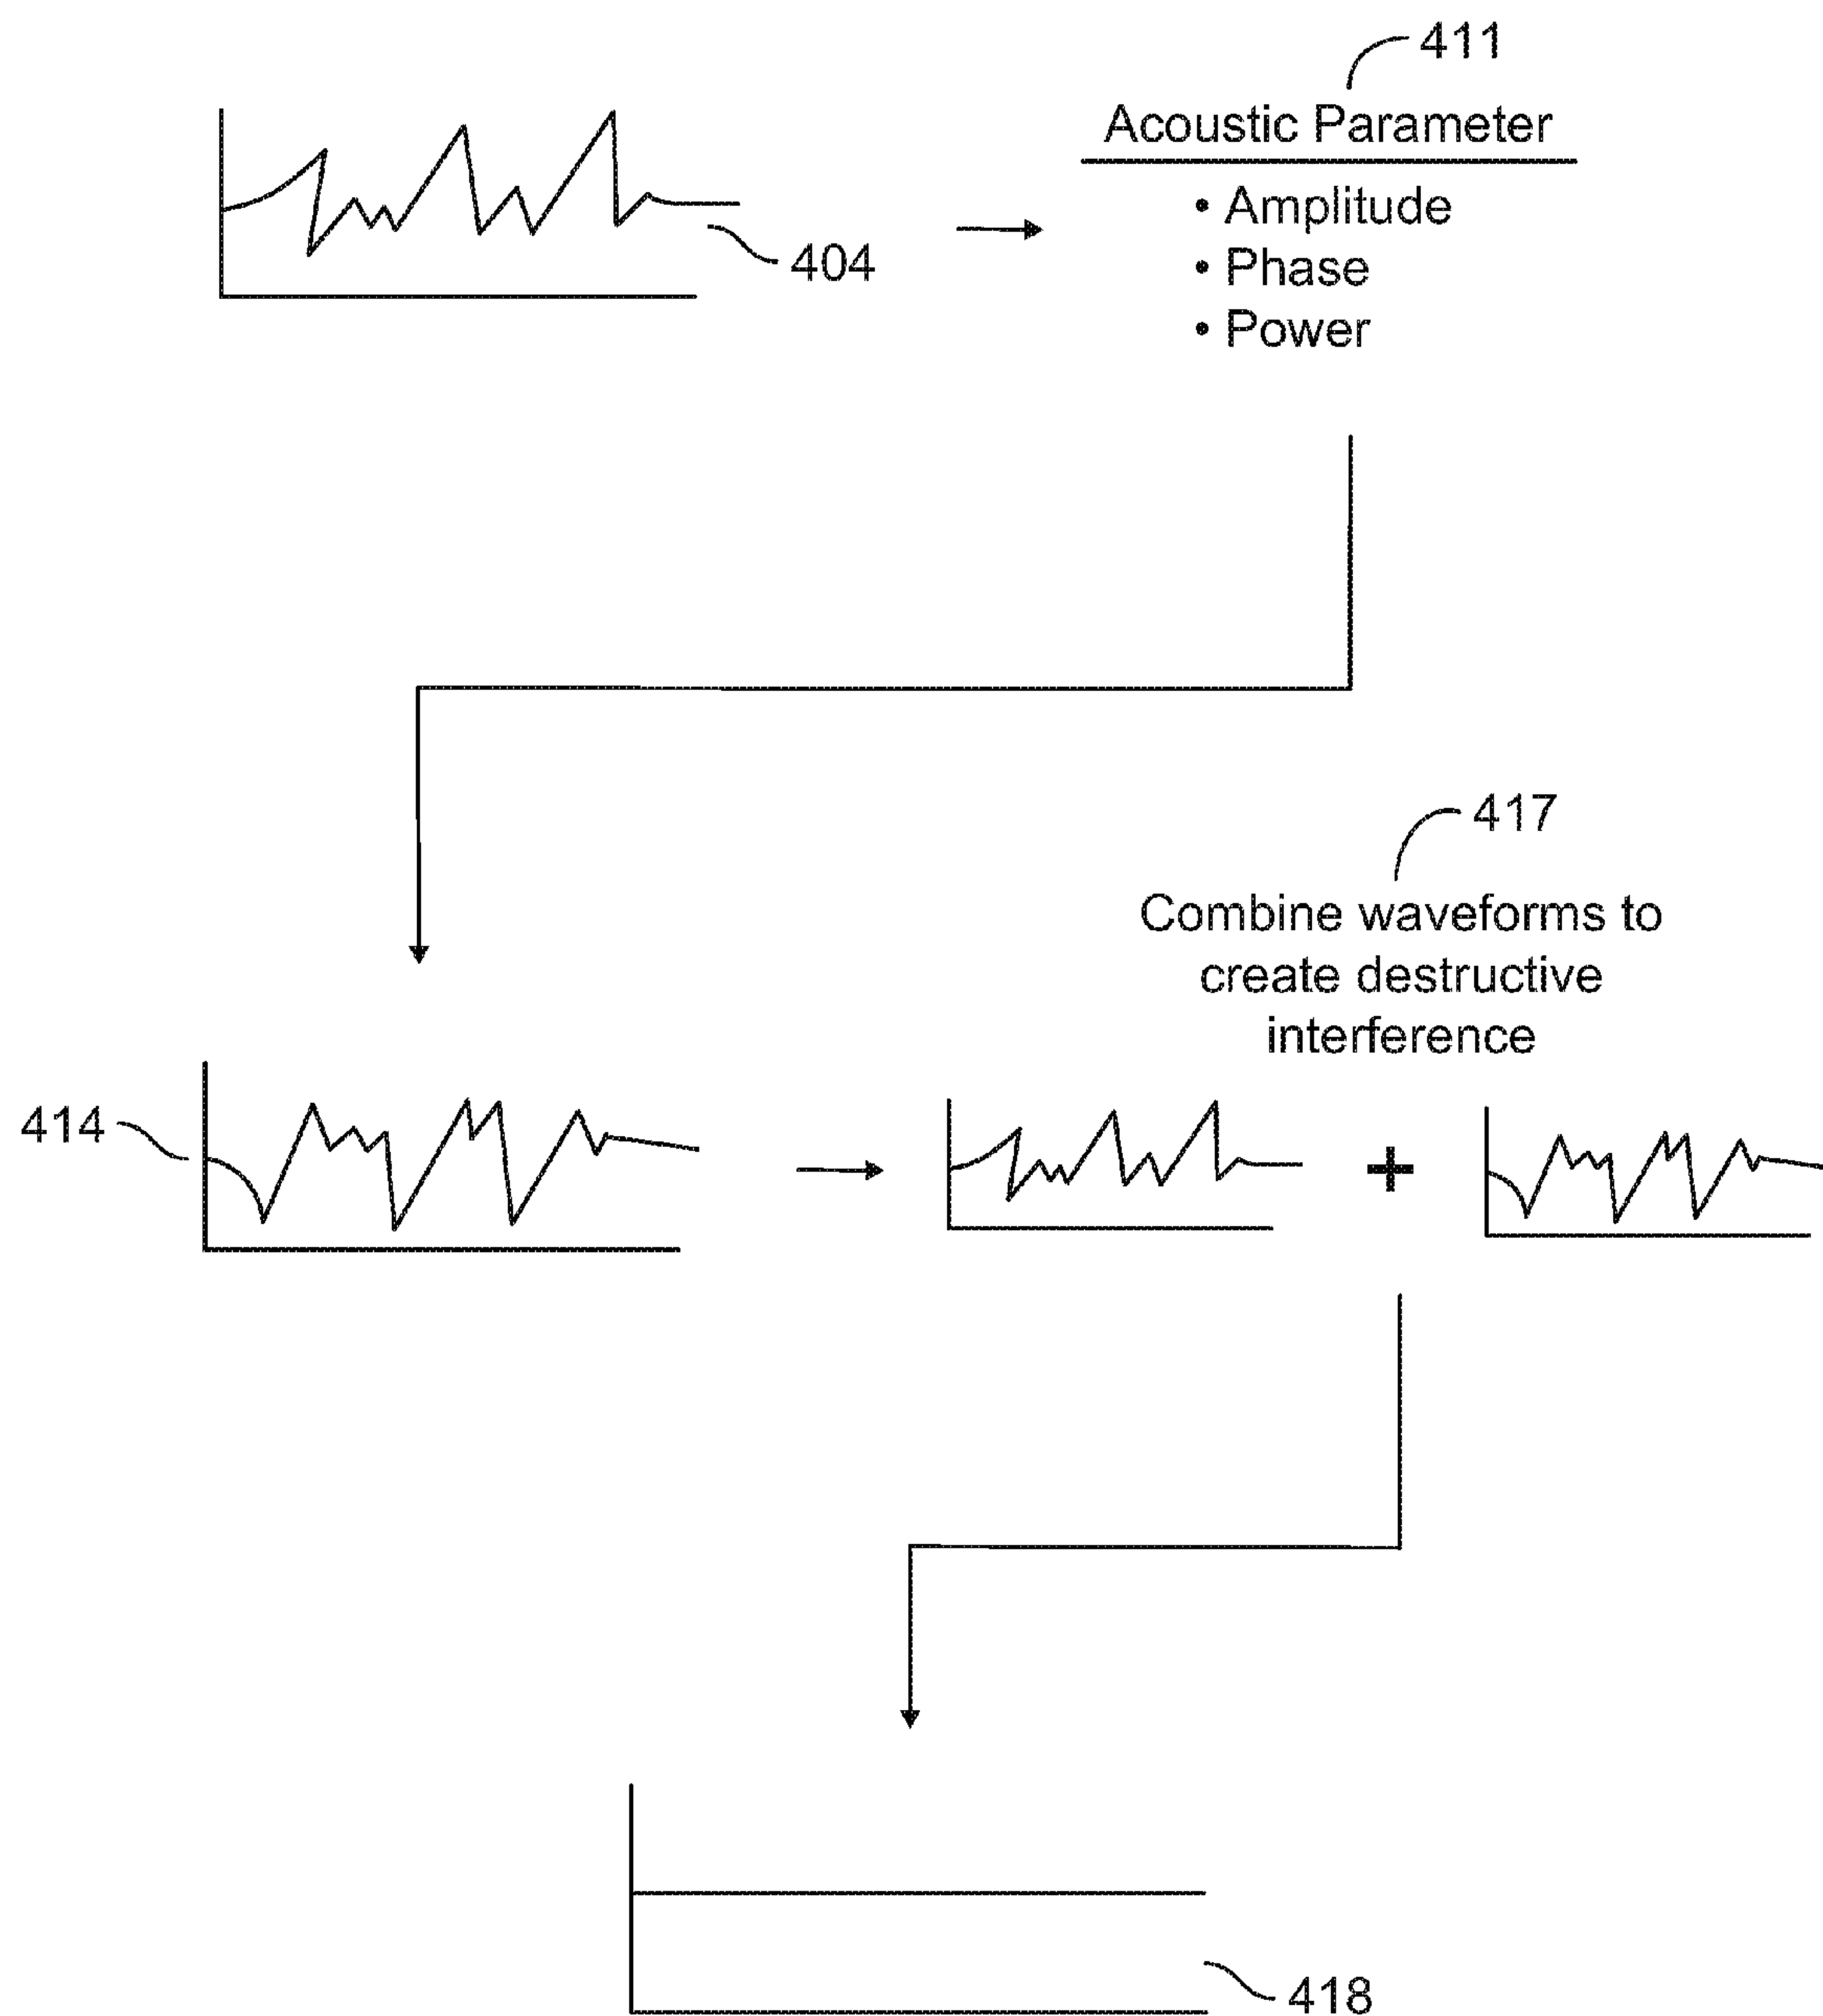 411
Acoustic Parameter
• Amplitude
• Phase
• Power
404
417
Combine waveforms to
create destructive
interference
414
+
418